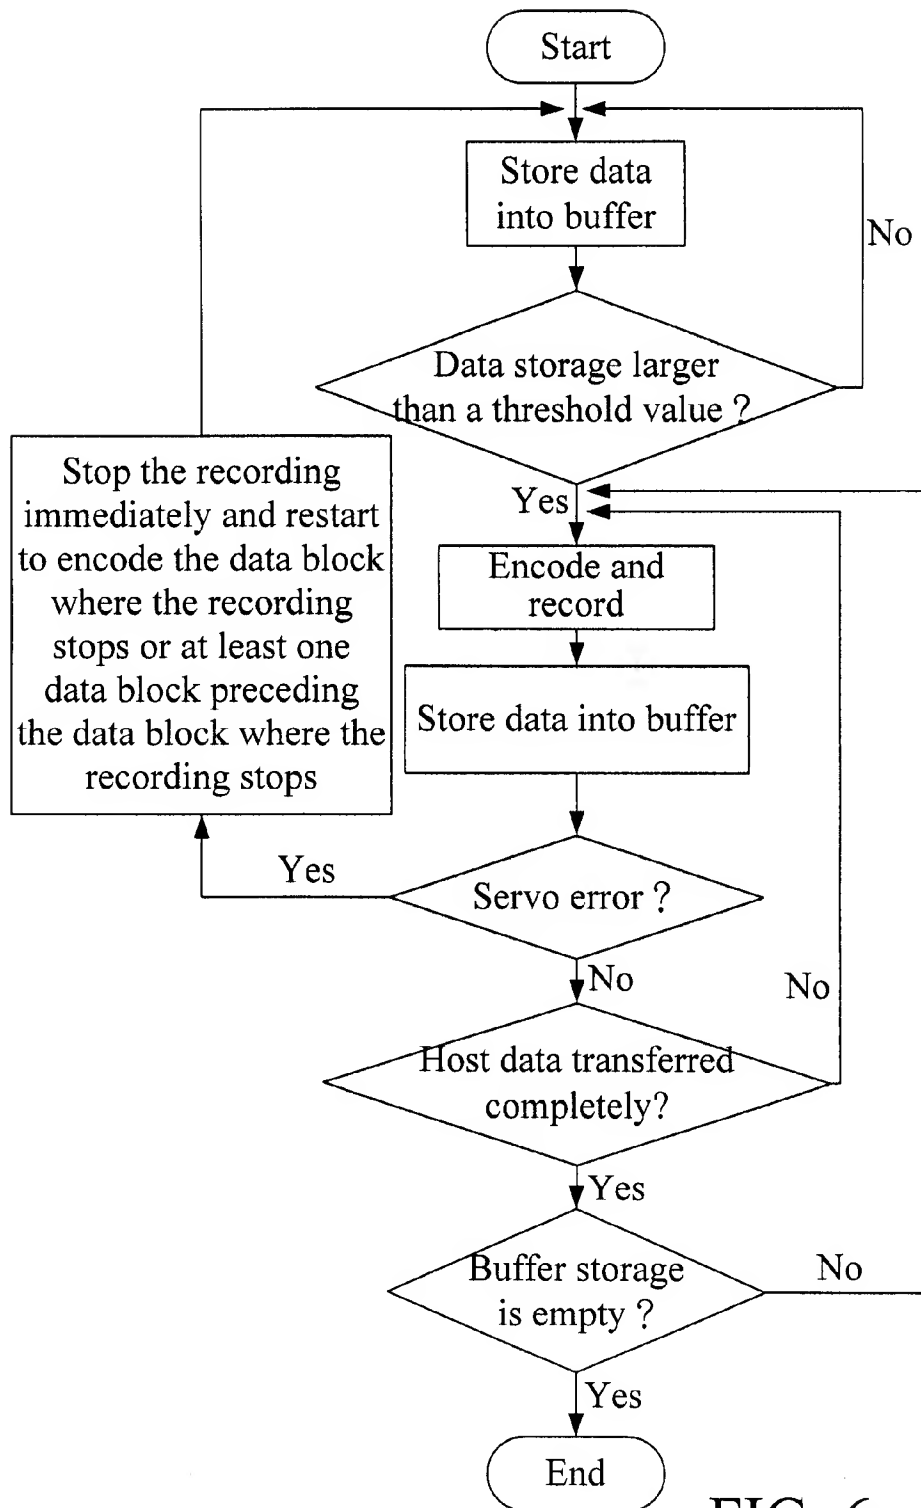 Start
Store data
into buffer
No
Data storage larger
than a threshold value ?
Yes
Stop the recording
immediately and restart
to encode the data block
where the recording
stops or at least one
data block preceding
the data block where the
recording stops
Encode and
record
Store data into buffer
Yes
Servo error ?
No
No
Host data transferred
completely?
Yes
Buffer storage
is empty ?
No
Yes
End